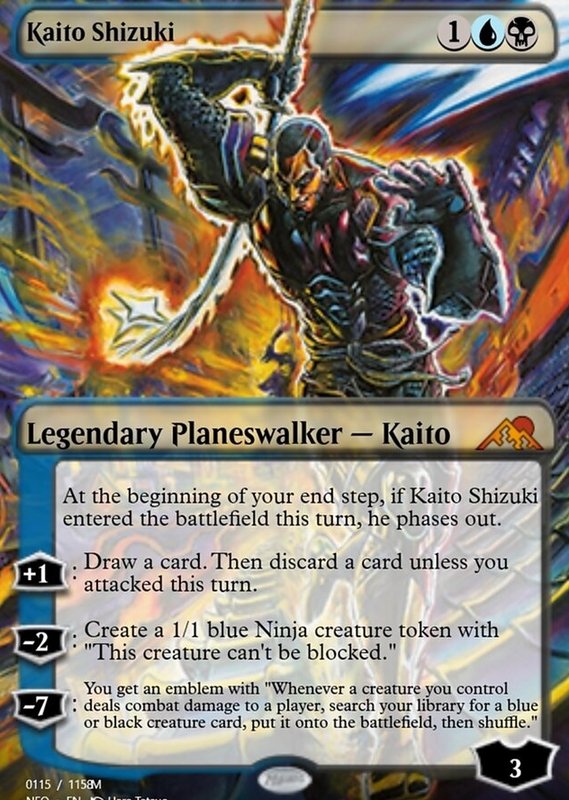 Kaito Shizuki 1
Legendary Planeswalker — Kaito
At the beginning of your end step, if Kaito Shizuki
entered the battlefield this turn, he phases out.
+1 : Draw a card. Then discard a card unless you
attacked this turn.
-2 : Create a 1/1 blue Ninja creature token with
"This creature can't be blocked."
-7 : You get an emblem with "Whenever a creature you control
deals combat damage to a player, search your library for a blue
or black creature card, put it onto the battlefield, then shuffle."
3
0115 / 1158M